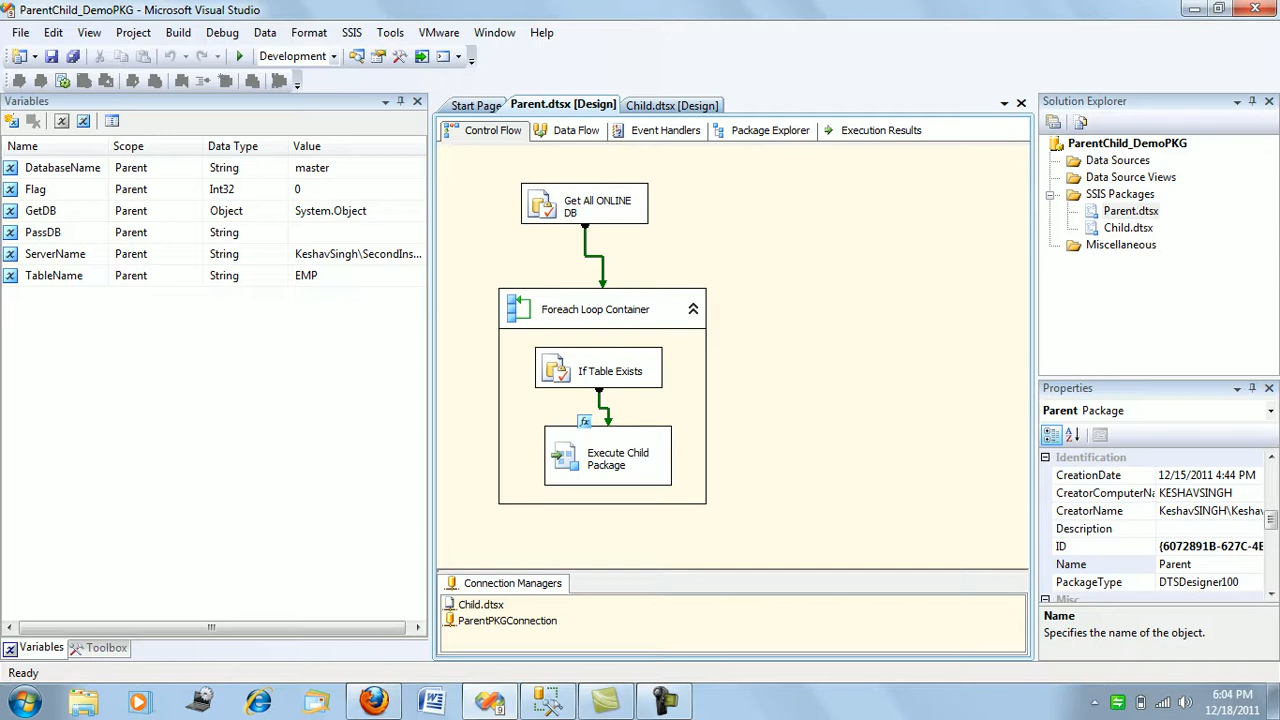 ParentChild_DemoPKG - Microsoft Visual Studio
File Edit View Project Build Debug Data Format SSIS Tools VMware Window Help
Development
Variables
Name Scope Data Type Value
DatabaseName Parent String master
Flag Parent Int32 0
GetDB Parent Object System.Object
PassDB Parent String
ServerName Parent String KeshavSingh\SecondIns...
TableName Parent String EMP
Variables Toolbox
Start Page Parent.dtsx [Design] Child.dtsx [Design]
Control Flow Data Flow Event Handlers Package Explorer Execution Results
Get All ONLINE
DB
Foreach Loop Container
If Table Exists
fx
Execute Child
Package
Connection Managers
Child.dtsx
ParentPKGConnection
Solution Explorer
ParentChild_DemoPKG
Data Sources
Data Source Views
SSIS Packages
Parent.dtsx
Child.dtsx
Miscellaneous
Properties
Parent Package
Identification
CreationDate 12/15/2011 4:44 PM
CreatorComputerNa KESHAVSINGH
CreatorName KeshavSINGH\Kesha
Description
ID {6072891B-627C-4E
Name Parent
PackageType DTSDesigner100
Misc
Name
Specifies the name of the object.
Ready
6:04 PM
12/18/2011